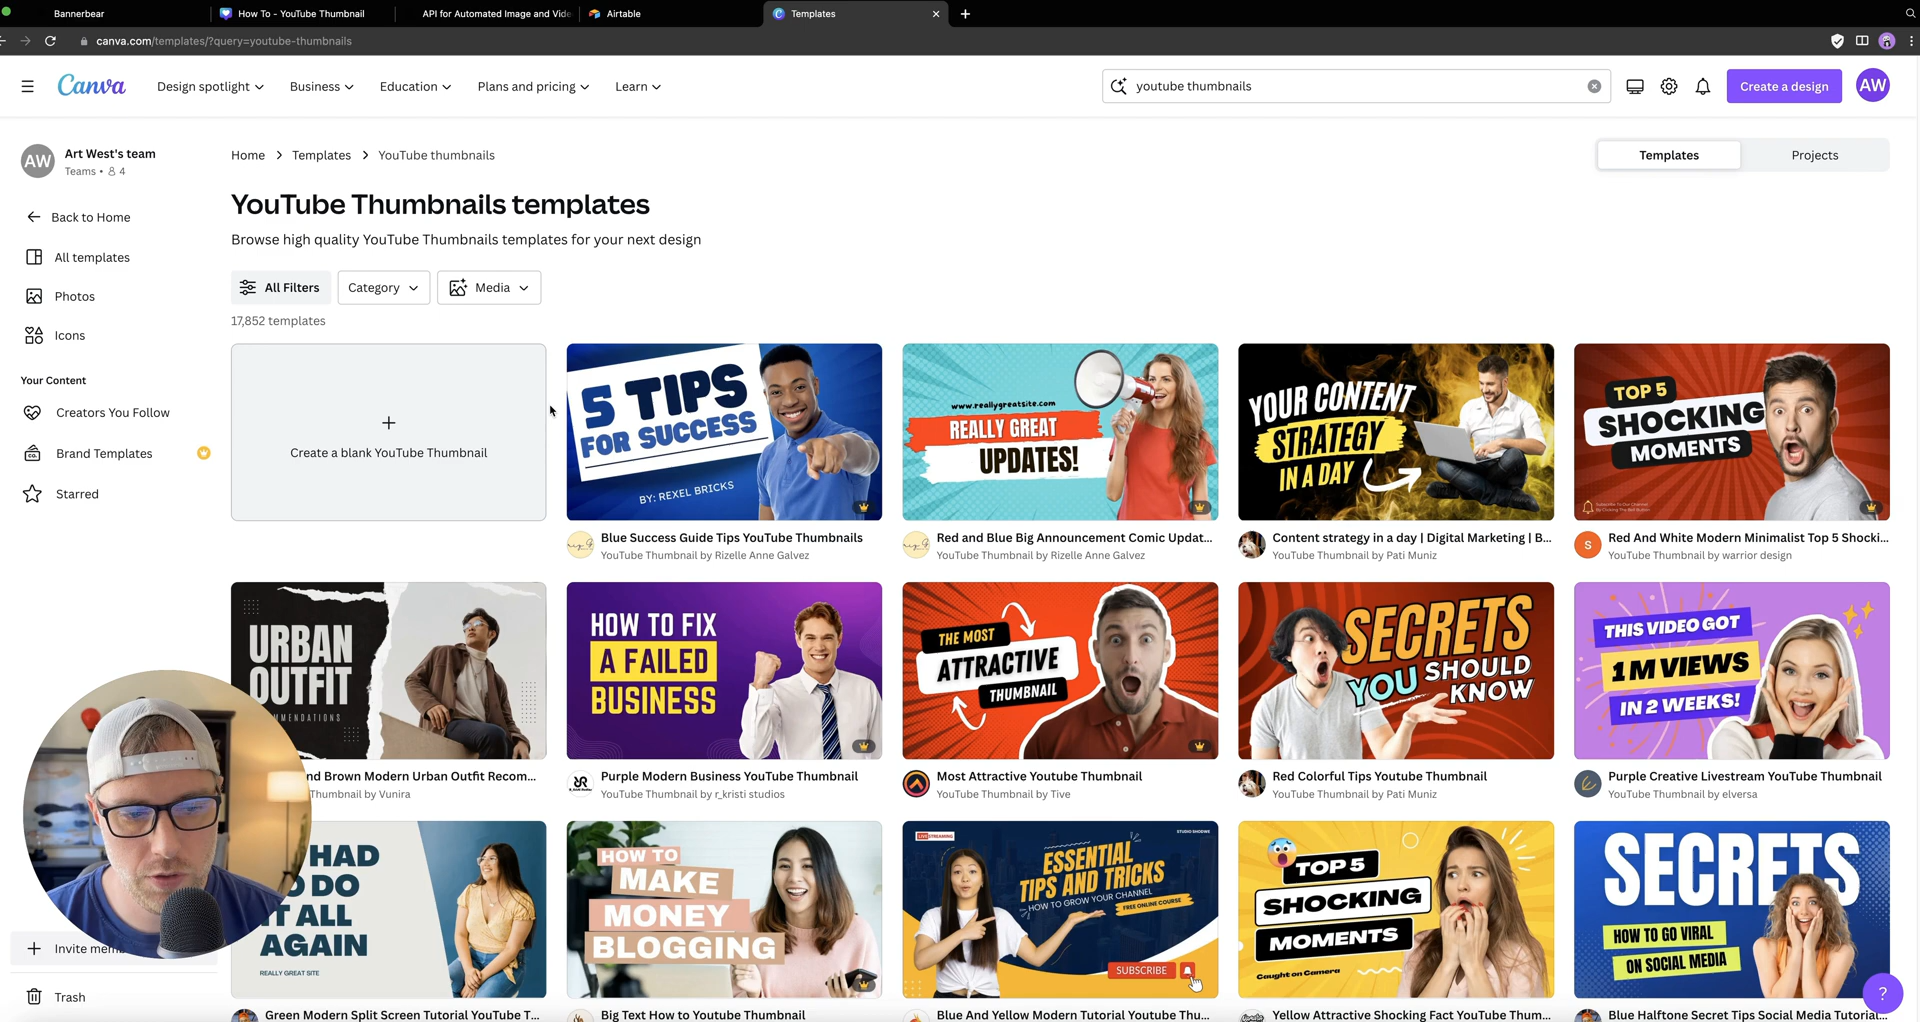 Bannerbear
How To - YouTube Thumbnail
API for Automated Image and Vide
Airtable
Templates
canva.com/templates/?query=youtube-thumbnails
Canva
Design spotlight
Business
Education
Plans and pricing
Learn
youtube thumbnails
Create a design
AW
AW
Art West's team
Teams • 4
Back to Home
All templates
Photos
Icons
Your Content
Creators You Follow
Brand Templates
Starred
Invite mem
Trash
Home
Templates
YouTube thumbnails
Templates
Projects
YouTube Thumbnails templates
Browse high quality YouTube Thumbnails templates for your next design
All Filters
Category
Media
17,852 templates
Create a blank YouTube Thumbnail
5 TIPS
FOR SUCCESS
BY: REXEL BRICKS
Blue Success Guide Tips YouTube Thumbnails
YouTube Thumbnail by Rizelle Anne Galvez
www.reallygreatsite.com
REALLY GREAT
UPDATES!
Red and Blue Big Announcement Comic Updat...
YouTube Thumbnail by Rizelle Anne Galvez
YOUR CONTENT
STRATEGY
IN A DAY
Content strategy in a day | Digital Marketing | B...
YouTube Thumbnail by Pati Muniz
TOP 5
SHOCKING
MOMENTS
S
Red And White Modern Minimalist Top 5 Shocki...
YouTube Thumbnail by warrior design
URBAN
OUTFIT
MMENDATIONS
nd Brown Modern Urban Outfit Recom...
Thumbnail by Vunira
HOW TO FIX
A FAILED
BUSINESS
Purple Modern Business YouTube Thumbnail
YouTube Thumbnail by r_kristi studios
THE MOST
ATTRACTIVE
THUMBNAIL
Most Attractive Youtube Thumbnail
YouTube Thumbnail by Tive
SECRETS
YOU SHOULD
KNOW
Red Colorful Tips Youtube Thumbnail
YouTube Thumbnail by Pati Muniz
THIS VIDEO GOT
1 M VIEWS
IN 2 WEEKS!
Purple Creative Livestream YouTube Thumbnail
YouTube Thumbnail by elversa
HAD
O DO
T ALL
AGAIN
REALLY GREAT SITE
Green Modern Split Screen Tutorial YouTube T...
HOW TO
MAKE
MONEY
BLOGGING
Big Text How to Youtube Thumbnail
LIVE STREAMING
STUDIO SHODWE
ESSENTIAL
TIPS AND TRICKS
HOW TO GROW YOUR CHANNEL
FREE ONLINE COURSE
SUBSCRIBE
Blue And Yellow Modern Tutorial Youtube Thu...
TOP 5
SHOCKING
MOMENTS
Caught on Camera
Yellow Attractive Shocking Fact YouTube Thum...
SECRETS
HOW TO GO VIRAL
ON SOCIAL MEDIA
Blue Halftone Secret Tips Social Media Tutorial...
?